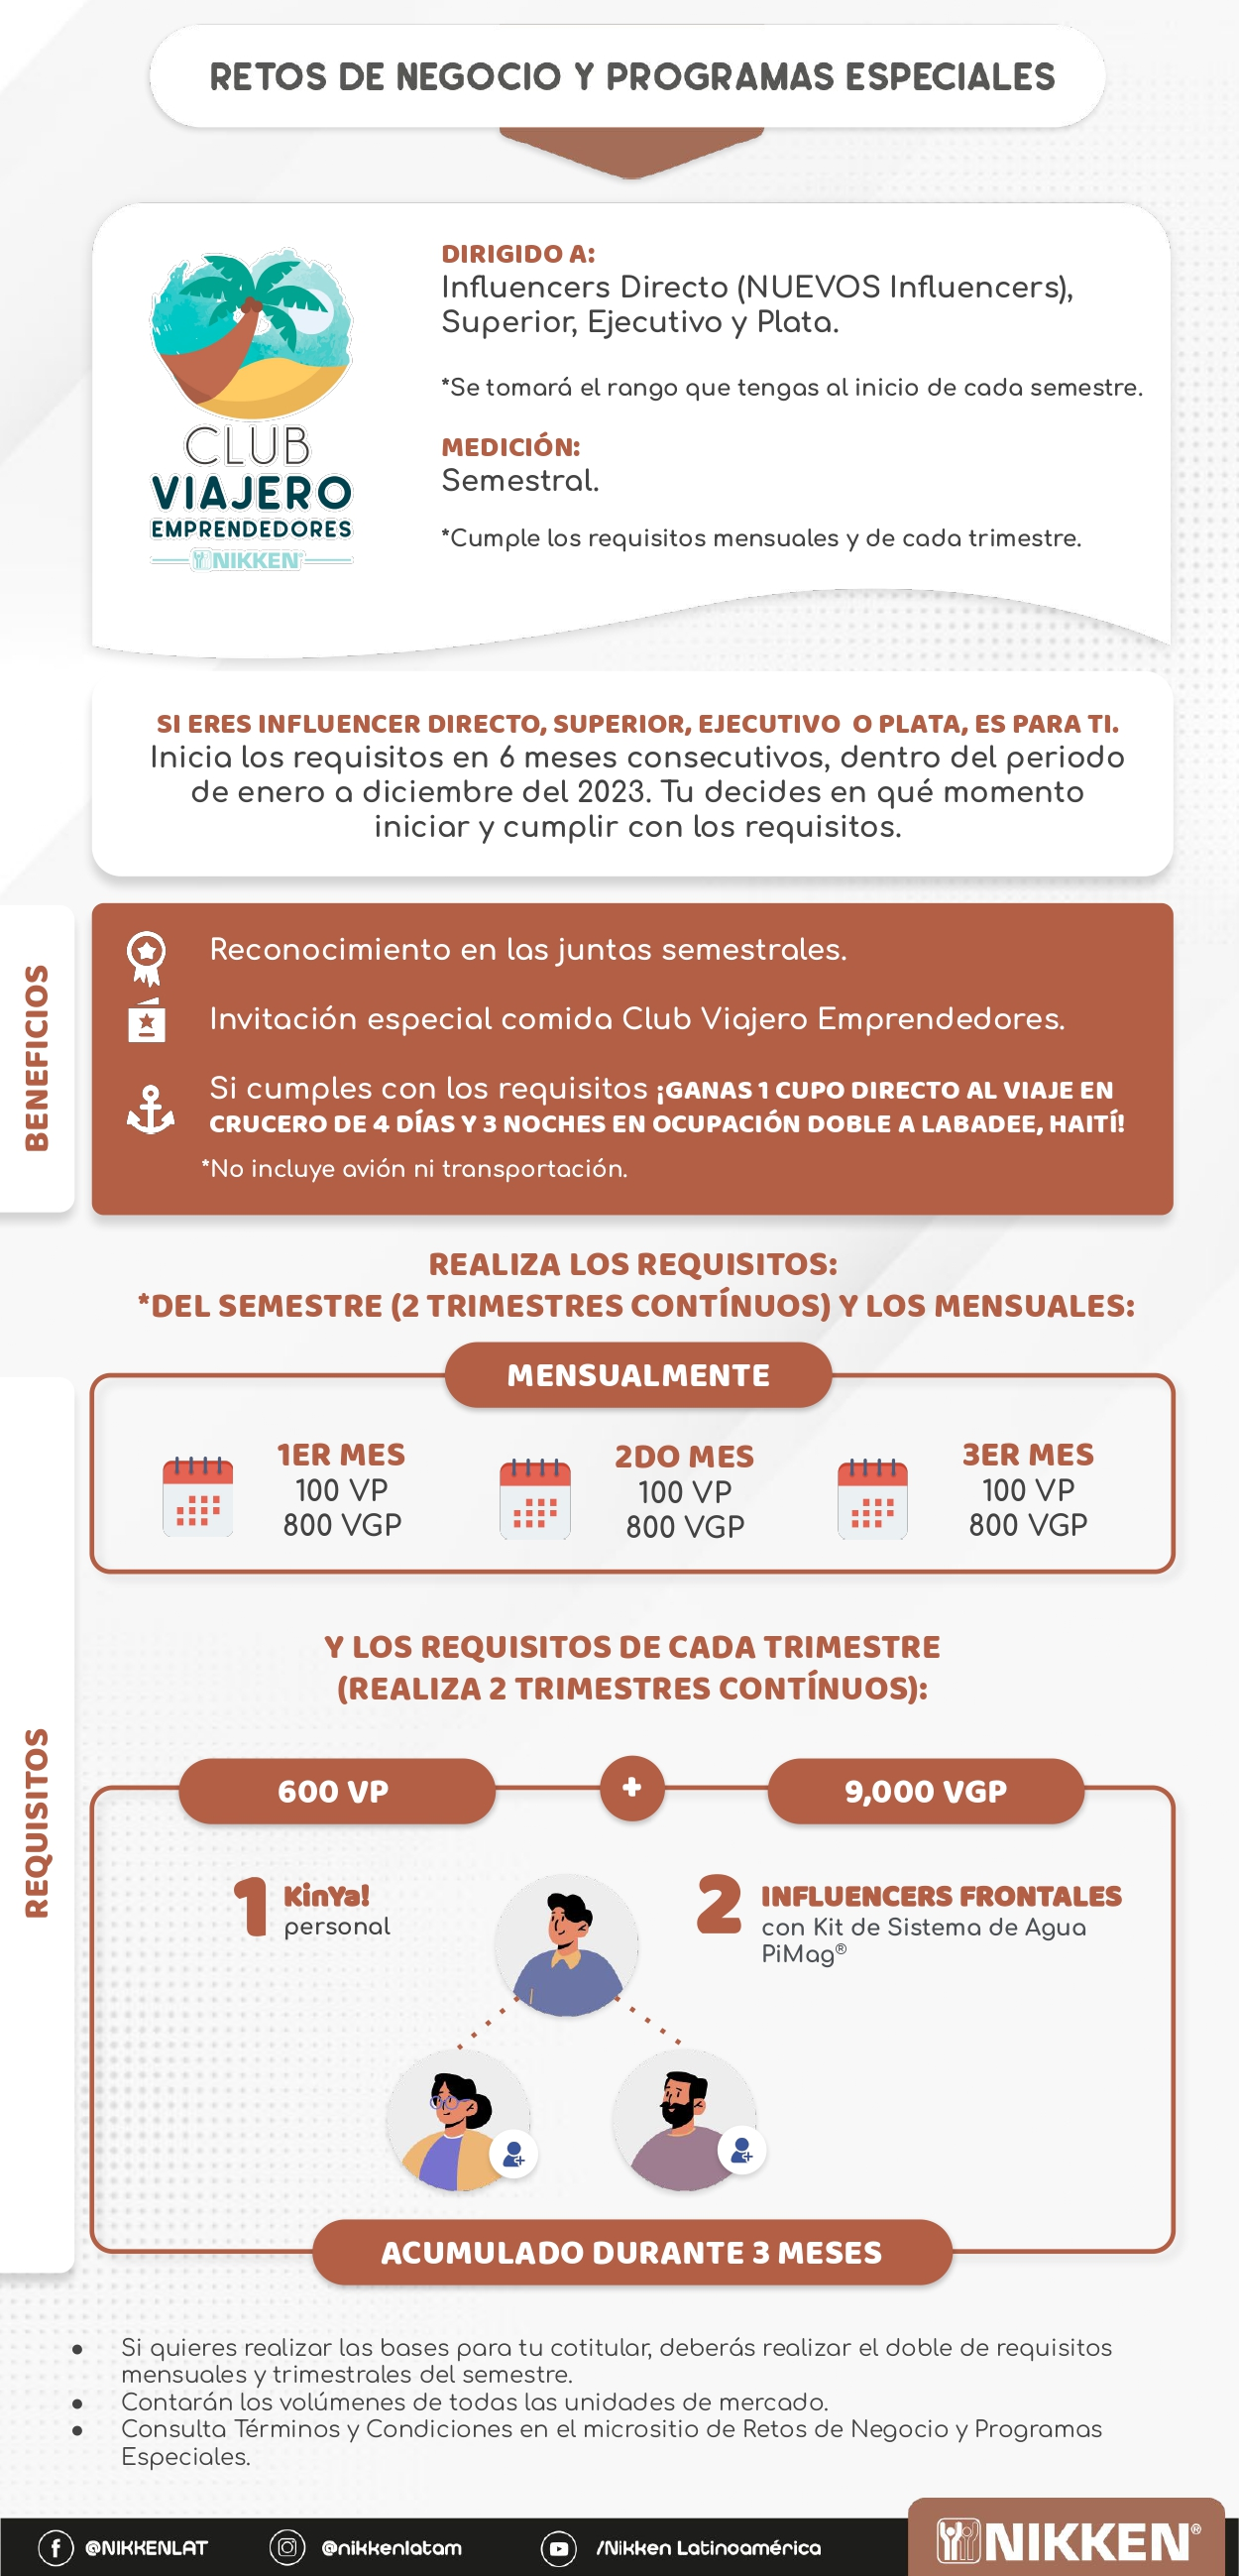 RETOS DE NEGOCIO Y PROGRAMAS ESPECIALES
CLUB
VIAJERO
EMPRENDEDORES
NIKKEN®
DIRIGIDO A:
Influencers Directo (NUEVOS Influencers),
Superior, Ejecutivo y Plata.
*Se tomará el rango que tengas al inicio de cada semestre.
MEDICIÓN:
Semestral.
*Cumple los requisitos mensuales y de cada trimestre.
SI ERES INFLUENCER DIRECTO, SUPERIOR, EJECUTIVO O PLATA, ES PARA TI.
Inicia los requisitos en 6 meses consecutivos, dentro del periodo
de enero a diciembre del 2023. Tu decides en qué momento
iniciar y cumplir con los requisitos.
BENEFICIOS
Reconocimiento en las juntas semestrales.
Invitación especial comida Club Viajero Emprendedores.
Si cumples con los requisitos ¡GANAS 1 CUPO DIRECTO AL VIAJE EN
CRUCERO DE 4 DÍAS Y 3 NOCHES EN OCUPACIÓN DOBLE A LABADEE, HAITÍ!
*No incluye avión ni transportación.
REALIZA LOS REQUISITOS:
*DEL SEMESTRE (2 TRIMESTRES CONTÍNUOS) Y LOS MENSUALES:
REQUISITOS
MENSUALMENTE
1ER MES
100 VP
800 VGP
2DO MES
100 VP
800 VGP
3ER MES
100 VP
800 VGP
Y LOS REQUISITOS DE CADA TRIMESTRE
(REALIZA 2 TRIMESTRES CONTÍNUOS):
600 VP
+
9,000 VGP
1 KinYa!
personal
2 INFLUENCERS FRONTALES
con Kit de Sistema de Agua
PiMag®
ACUMULADO DURANTE 3 MESES
● Si quieres realizar las bases para tu cotitular, deberás realizar el doble de requisitos
mensuales y trimestrales del semestre.
● Contarán los volúmenes de todas las unidades de mercado.
● Consulta Términos y Condiciones en el micrositio de Retos de Negocio y Programas
Especiales.
@NIKKENLAT
@nikkenlatam
/Nikken Latinoamérica
NIKKEN®